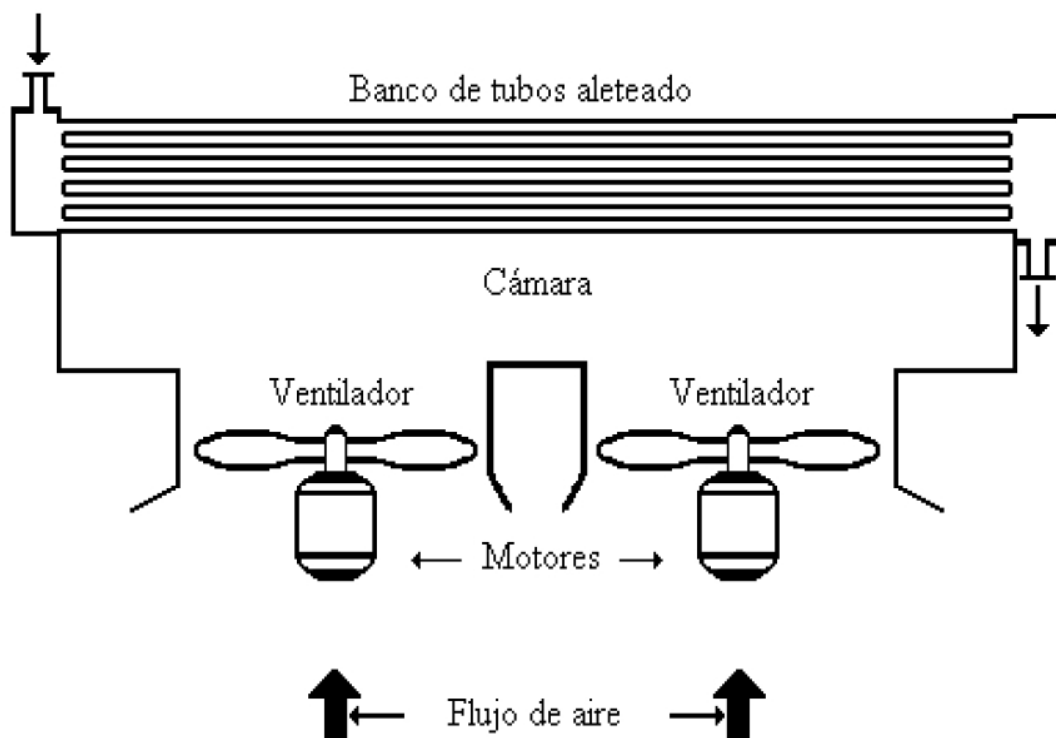 Banco de tubos aleteado
Cámara
Ventilador Ventilador
Motores
Flujo de aire